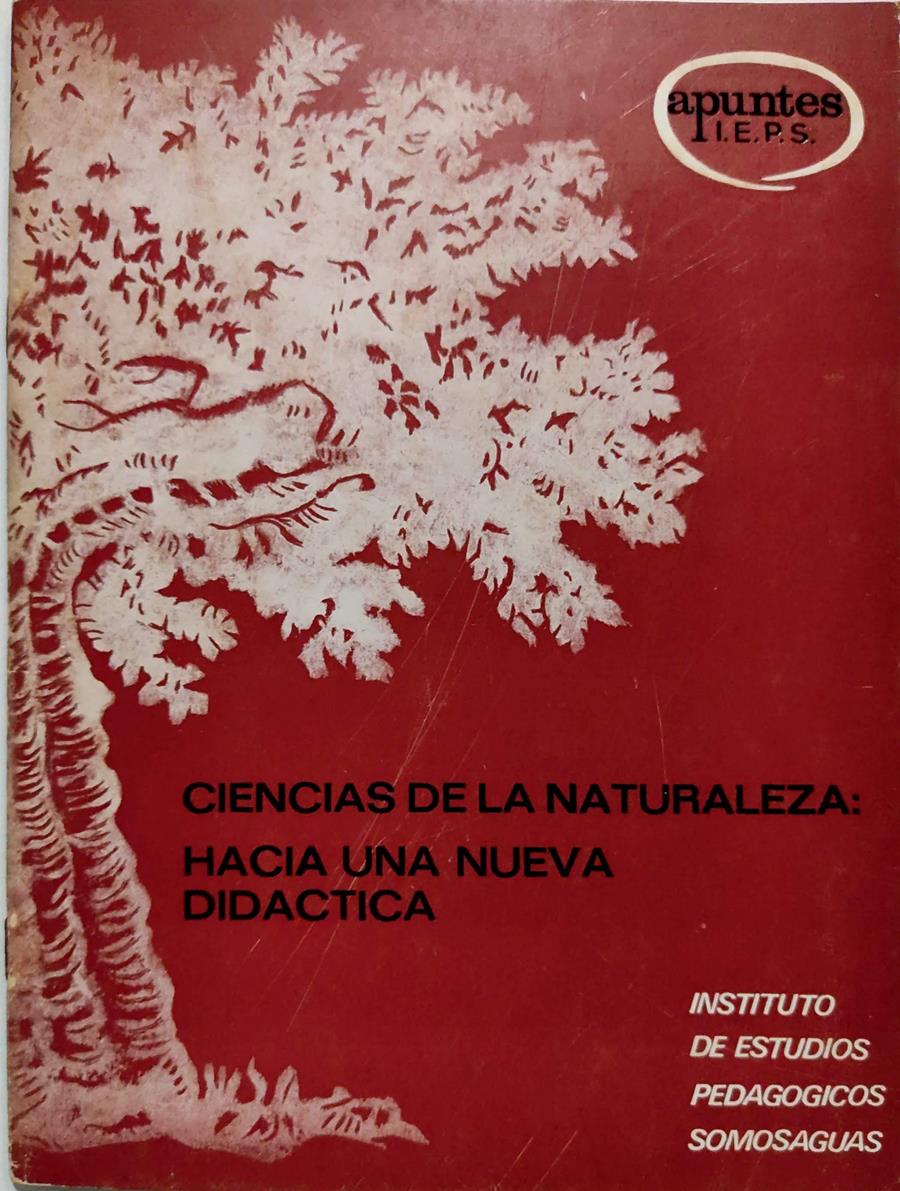 apuntes
I.E.P.S.
CIENCIAS DE LA NATURALEZA:
HACIA UNA NUEVA
DIDACTICA
INSTITUTO
DE ESTUDIOS
PEDAGOGICOS
SOMOSAGUAS